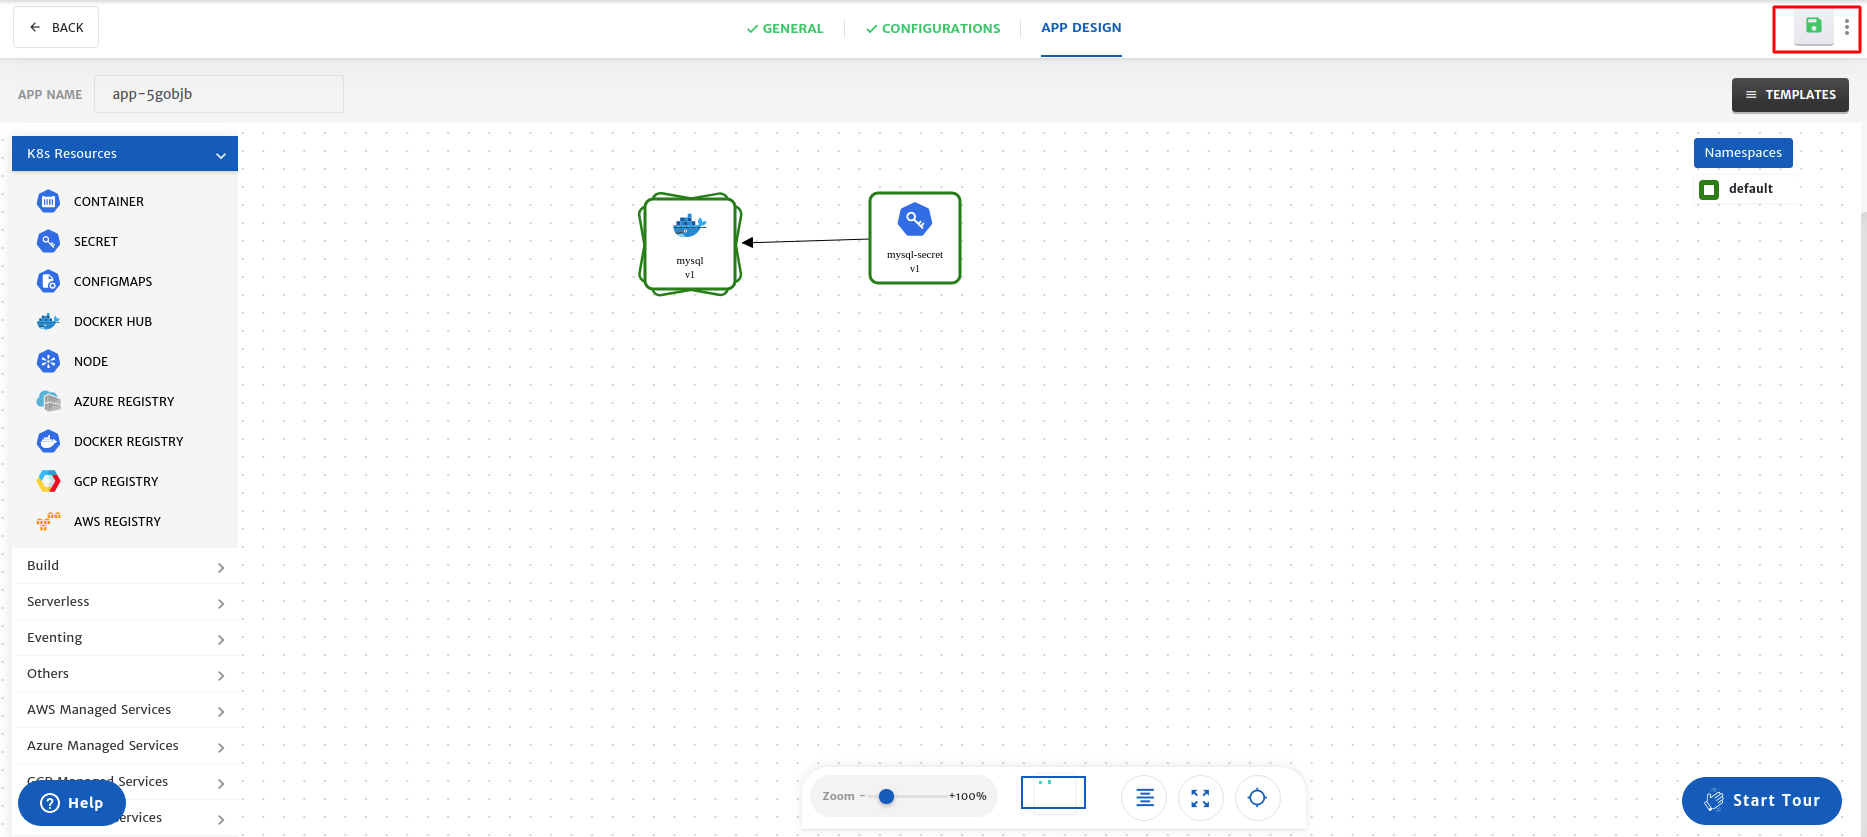 BACK
GENERAL
CONFIGURATIONS
APP DESIGN
APP NAME
app-5gobjb
TEMPLATES
K8s Resources
CONTAINER
SECRET
CONFIGMAPS
DOCKER HUB
NODE
AZURE REGISTRY
DOCKER REGISTRY
GCP REGISTRY
AWS REGISTRY
Build
Serverless
Eventing
Others
AWS Managed Services
Azure Managed Services
GCP Managed Services
ervices
Help
mysql
v1
mysql-secret
v1
Namespaces
default
Zoom - +100%
Start Tour